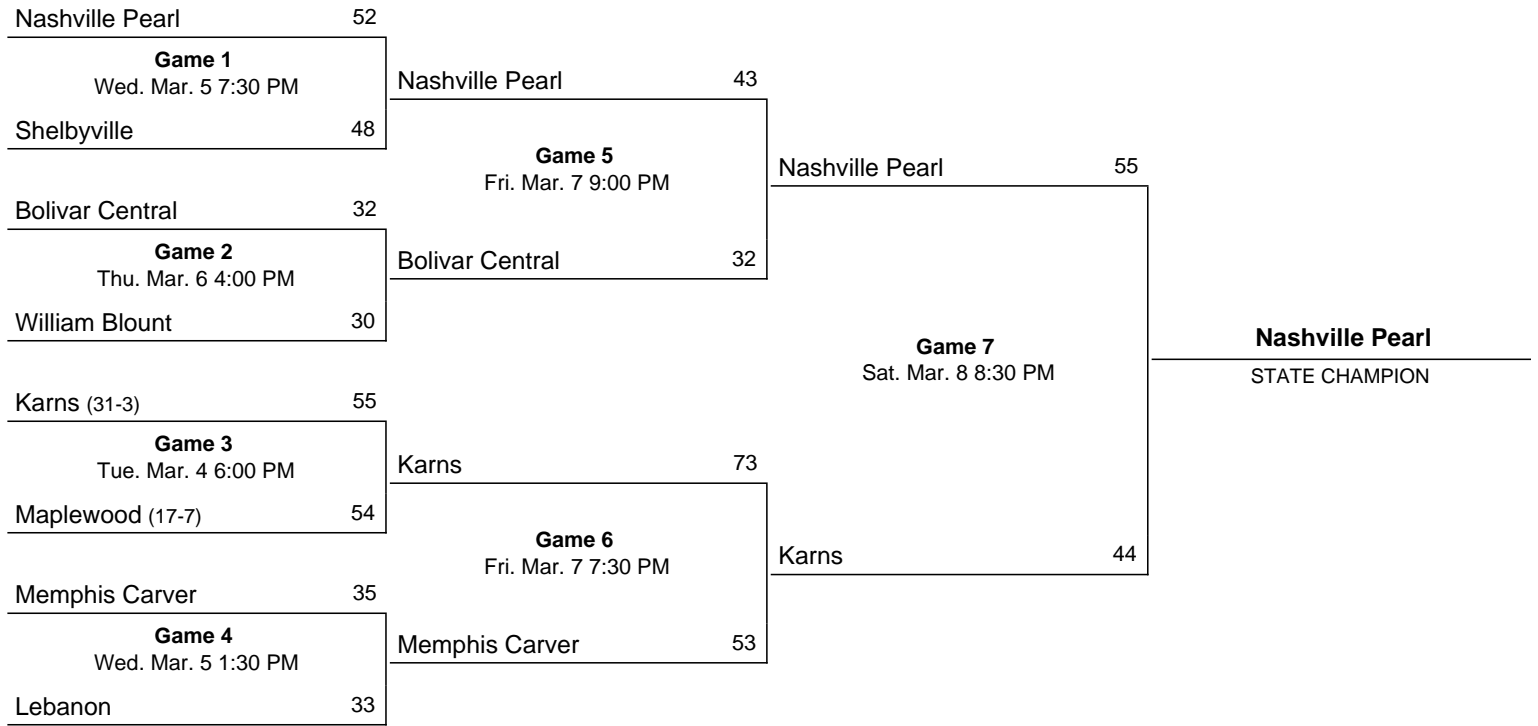 Nashville Pearl 52
Game 1
Wed. Mar. 5 7:30 PM
Shelbyville 48
Bolivar Central 32
Game 2
Thu. Mar. 6 4:00 PM
William Blount 30
Karns (31-3) 55
Game 3
Tue. Mar. 4 6:00 PM
Maplewood (17-7) 54
Memphis Carver 35
Game 4
Wed. Mar. 5 1:30 PM
Lebanon 33
Nashville Pearl 43
Game 5
Fri. Mar. 7 9:00 PM
Bolivar Central 32
Karns 73
Game 6
Fri. Mar. 7 7:30 PM
Memphis Carver 53
Nashville Pearl 55
Game 7
Sat. Mar. 8 8:30 PM
Karns 44
Nashville Pearl
STATE CHAMPION